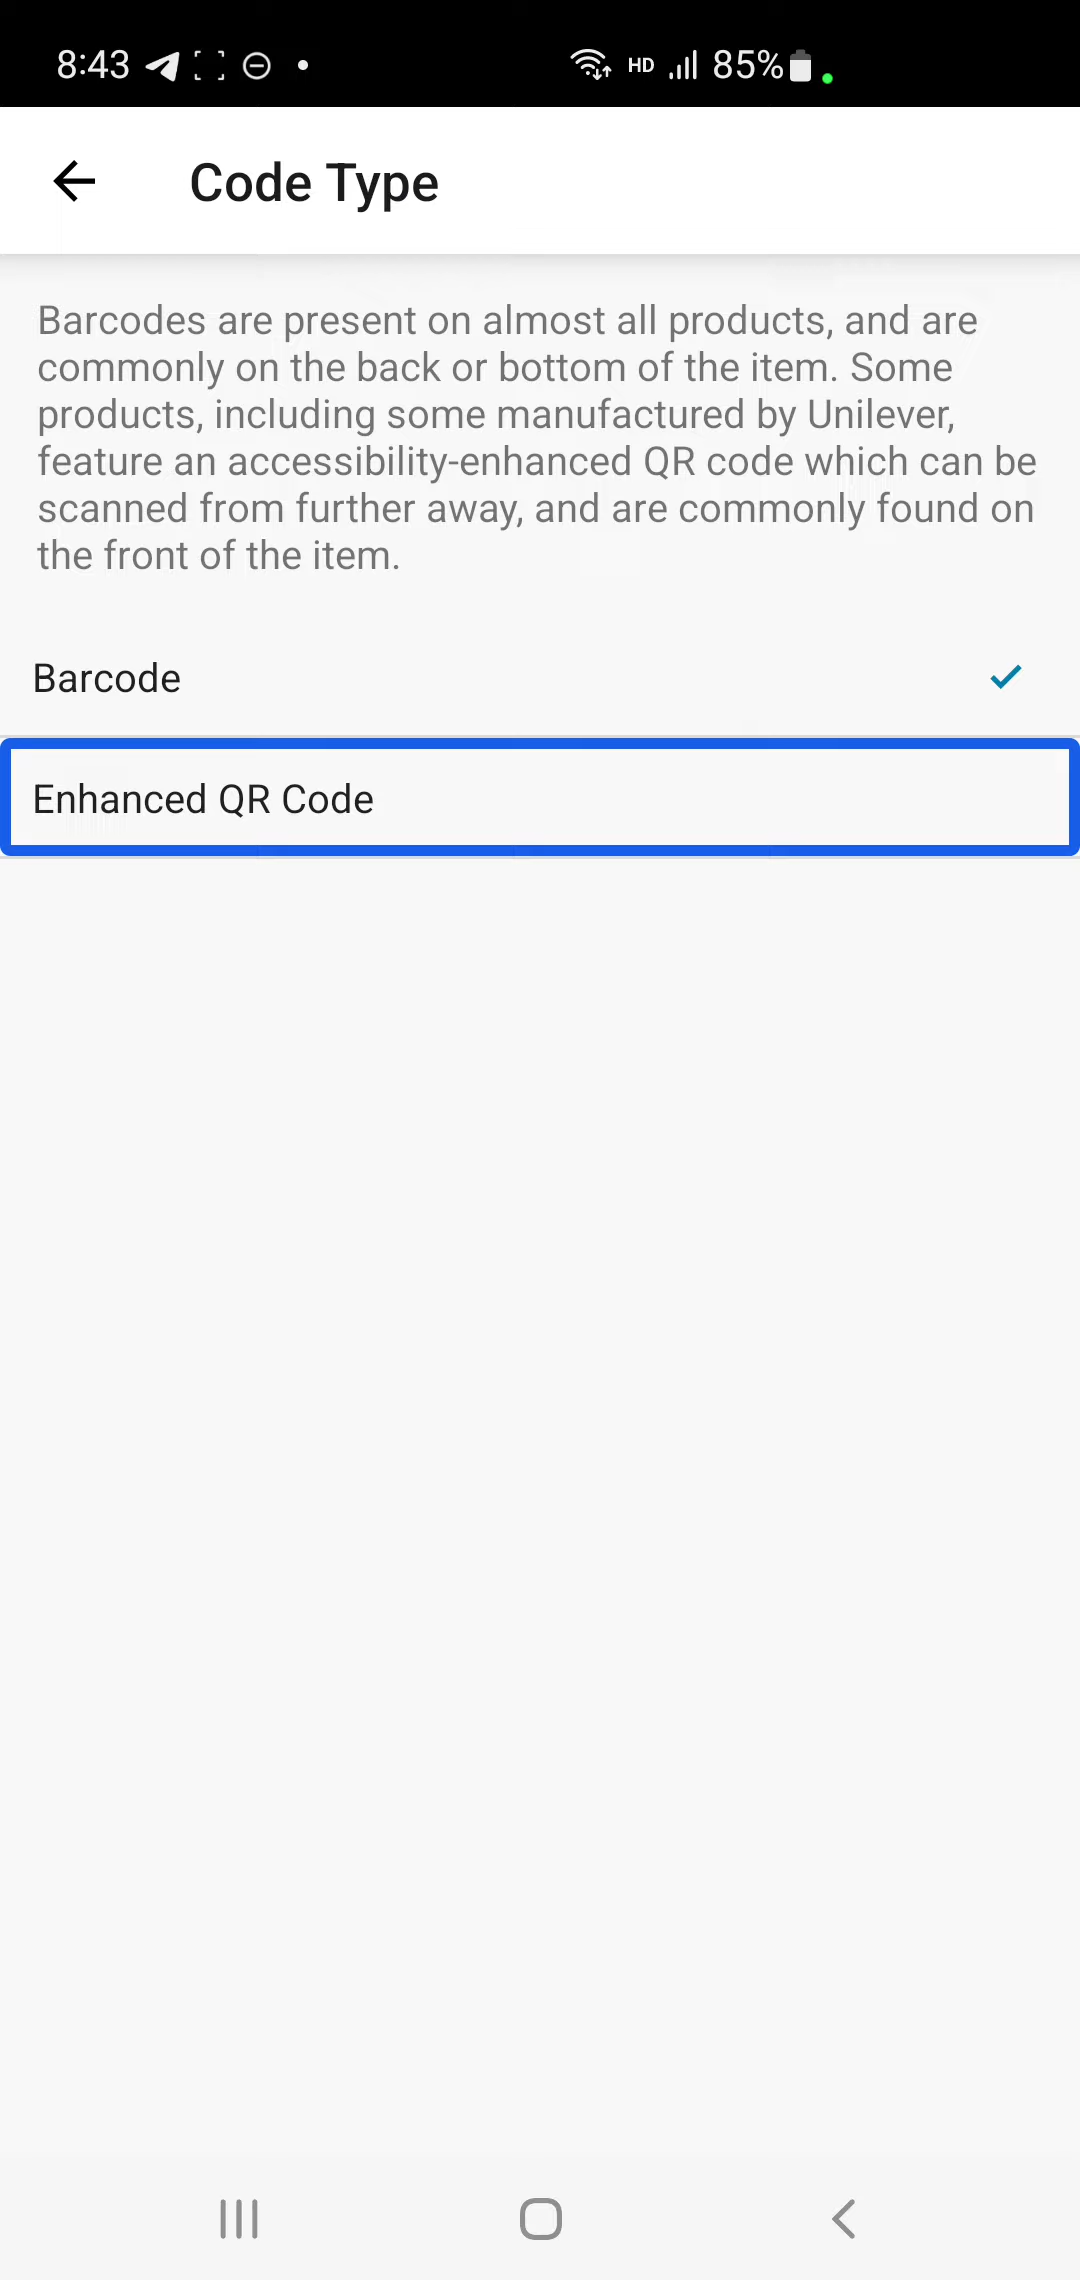 8:43 HD 85%
Code Type
Barcodes are present on almost all products, and are
commonly on the back or bottom of the item. Some
products, including some manufactured by Unilever,
feature an accessibility-enhanced QR code which can be
scanned from further away, and are commonly found on
the front of the item.
Barcode
Enhanced QR Code